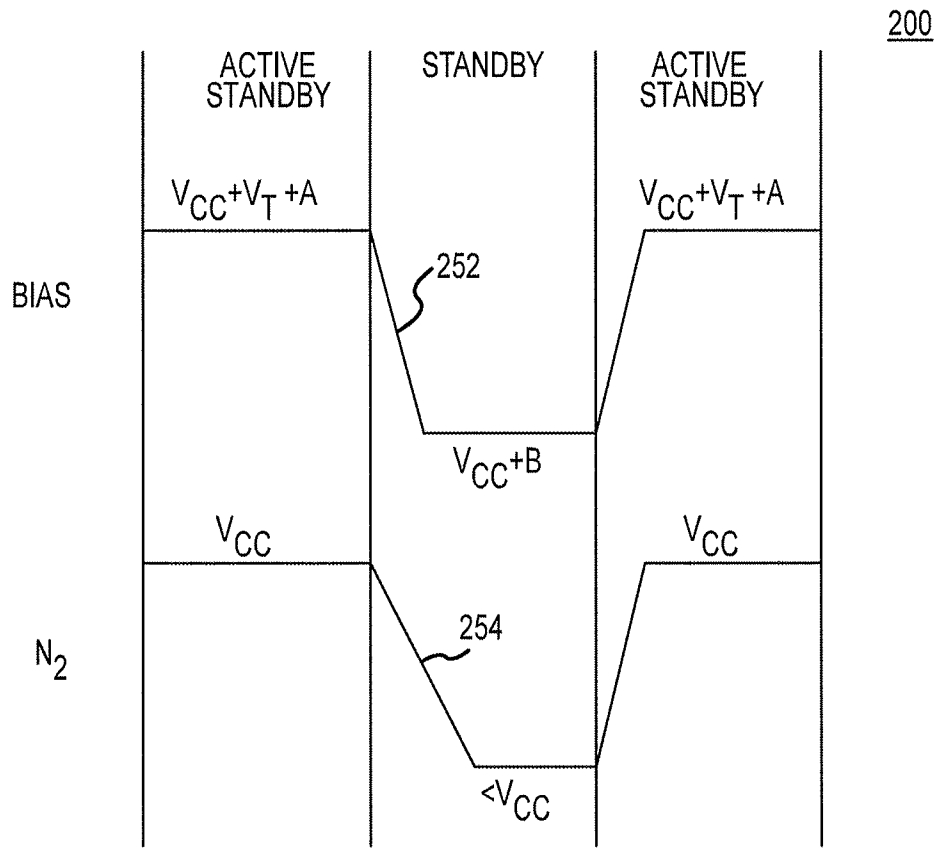 200
ACTIVE
STANDBY
STANDBY
ACTIVE
STANDBY
VCC+VT+A
VCC+VT+A
252
BIAS
VCC+B
VCC
VCC
254
N2
<VCC